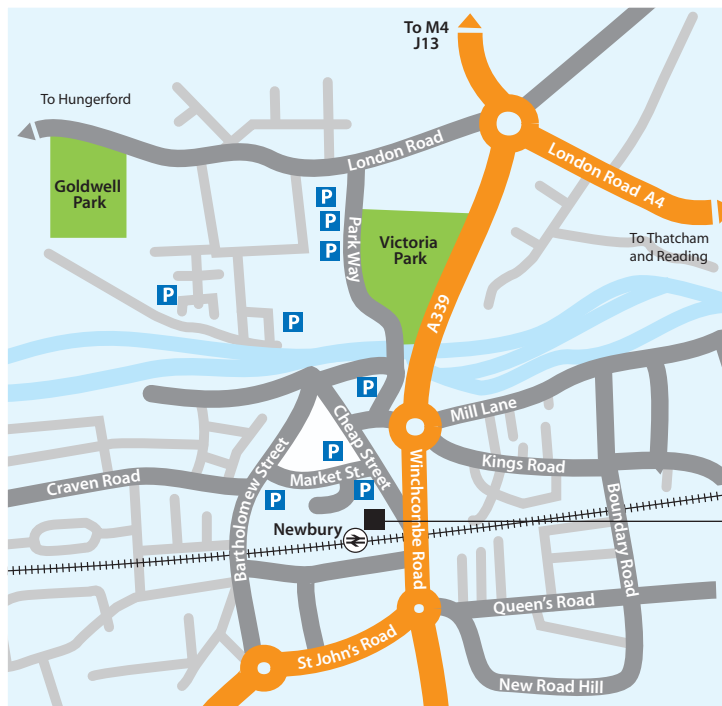 To M4
J13
To Hungerford
London Road
London Road A4
Goldwell
Park
P
P
P
Park Way
Victoria
Park
To Thatcham
and Reading
A339
P
P
P
Mill Lane
Cheap Street
Bartholomew Street
P
Market St.
Kings Road
Craven Road
P
P
Winchcombe Road
Boundary Road
Newbury
Queen's Road
St John's Road
New Road Hill